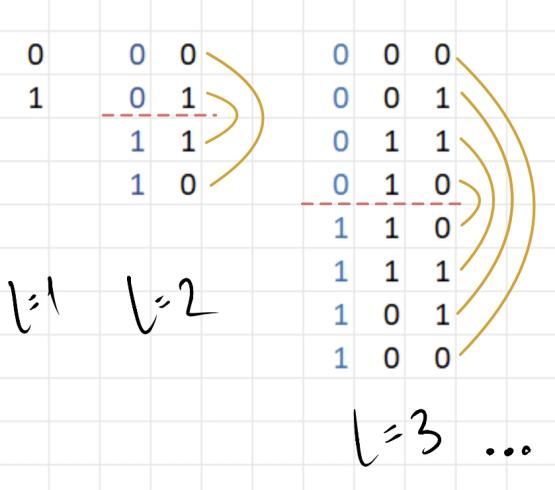 0 0 0 0 0 0
1 0 1 0 0 1
1 1 0 1 1
1 0 0 1 0
1 1 0
1 1 1
l=1 l=2 1 0 1
1 0 0
l=3 ...